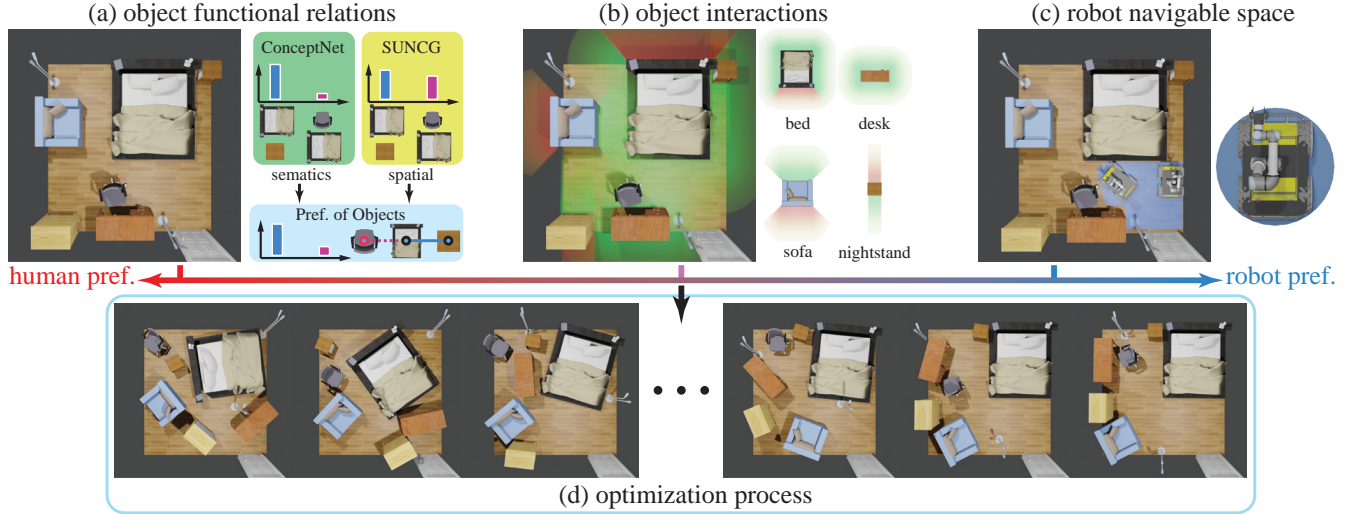 (a) object functional relations
(b) object interactions
(c) robot navigable space
ConceptNet
SUNCG
sematics
spatial
Pref. of Objects
bed
desk
sofa
nightstand
human pref.
robot pref.
(d) optimization process